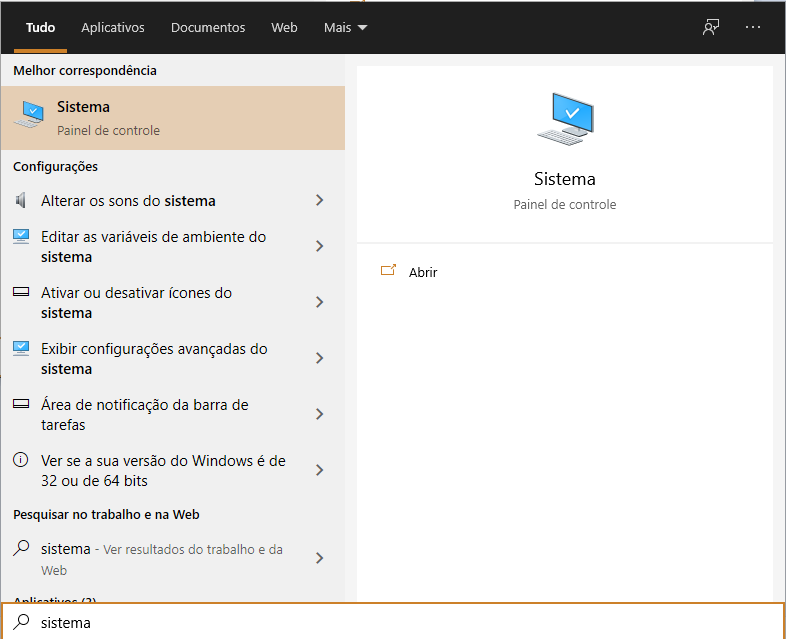 Tudo Aplicativos Documentos Web Mais
Melhor correspondência
Sistema
Painel de controle
Configurações
Alterar os sons do sistema
Editar as variáveis de ambiente do
sistema
Ativar ou desativar ícones do
sistema
Exibir configurações avançadas do
sistema
Área de notificação da barra de
tarefas
Ver se a sua versão do Windows é de
32 ou de 64 bits
Pesquisar no trabalho e na Web
sistema - Ver resultados do trabalho e da
Web
Aplicativos (3)
sistema
Sistema
Painel de controle
Abrir